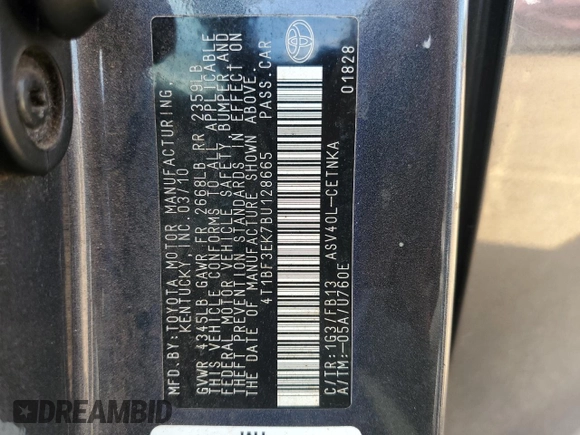 MFD.BY:TOYOTA MOTOR MANUFACTURING,
KENTUCKY,INC. 03/10
GVWR 4345LB GAWR FR 2668LB RR 2359LB
THIS VEHICLE CONFORMS TO ALL APPLICABLE
FEDERAL MOTOR VEHICLE SAFETY BUMPER AND
THEFT PREVENTION STANDARDS IN EFFECT ON
THE DATE OF MANUFACTURE SHOWN ABOVE.
4T1BF3EK7BU128665 PASS.CAR
C/TR:1G3/FB13 ASV40L-CETNKA
A/TM:-05A/U760E 01828
DREAMBID